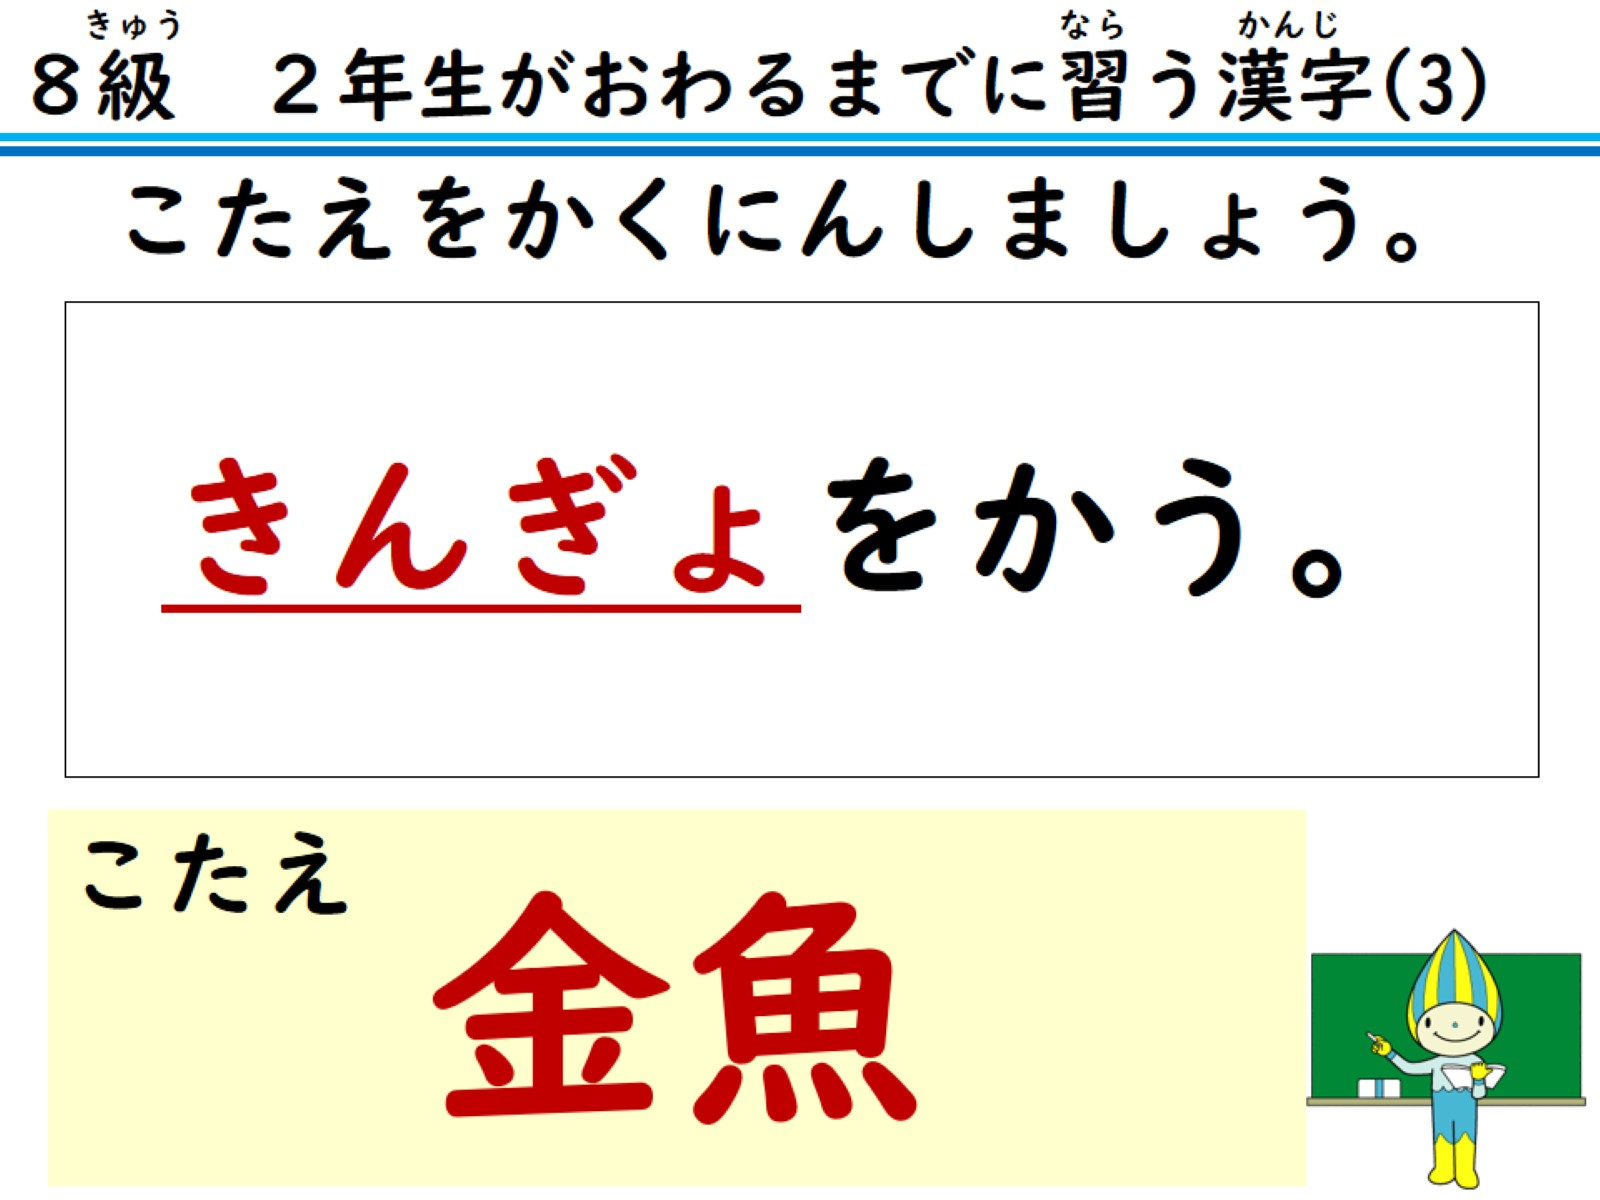 きゅう なら かんじ
8級 2年生がおわるまでに習う漢字(3)
こたえをかくにんしましょう。
きんぎょをかう。
こたえ
金魚